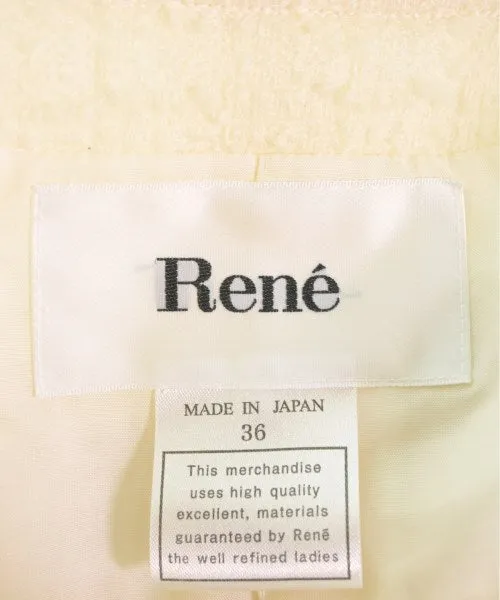 René
MADE IN JAPAN
36
This merchandise
uses high quality
excellent, materials
guaranteed by René
the well refined ladies